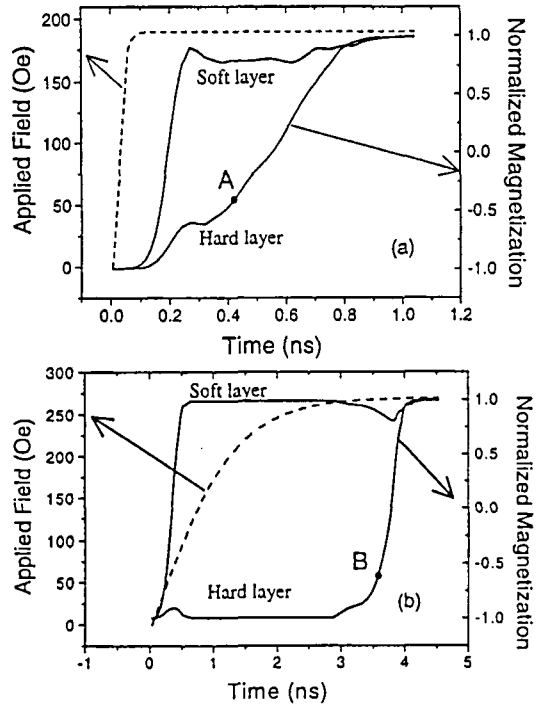 200
150
100
50
0
Applied Field (Oe)
1.0
0.5
0.0
-0.5
-1.0
Normalized Magnetization
Soft layer
A
Hard layer
(a)
0.0 0.2 0.4 0.6 0.8 1.0 1.2
Time (ns)
300
250
200
150
100
50
0
Applied Field (Oe)
1.0
0.5
0.0
-0.5
-1.0
Normalized Magnetization
Soft layer
B
Hard layer
(b)
-1 0 1 2 3 4 5
Time (ns)